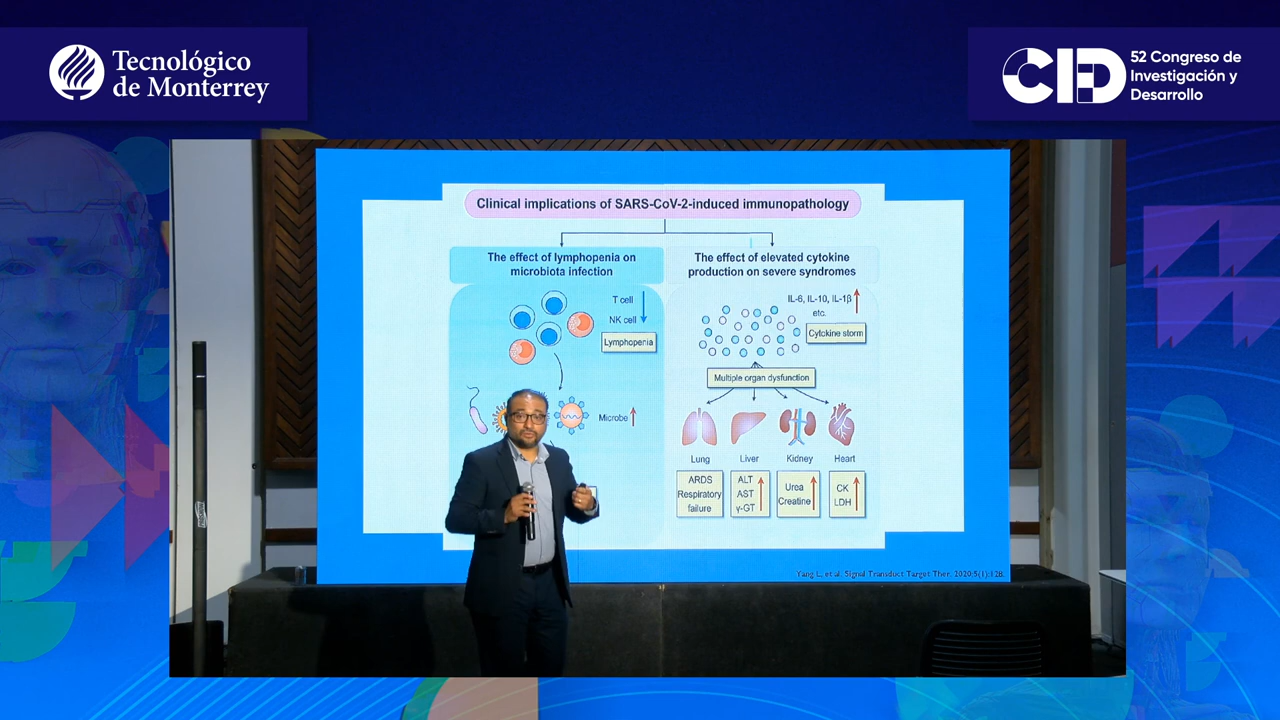 Tecnológico
de Monterrey
CID
52 Congreso de
Investigación y
Desarrollo
Clinical implications of SARS-CoV-2-induced immunopathology
The effect of lymphopenia on
microbiota infection
The effect of elevated cytokine
production on severe syndromes
T cell
NK cell
Lymphopenia
Microbe
IL-6, IL-10, IL-1β
etc.
Cytokine storm
Multiple organ dysfunction
Lung
Liver
Kidney
Heart
ARDS
Respiratory
failure
ALT
AST
γ-GT
Urea
Creatine
CK
LDH
Yang L, et al. Signal Transduct Target Ther. 2020;5(1):128.